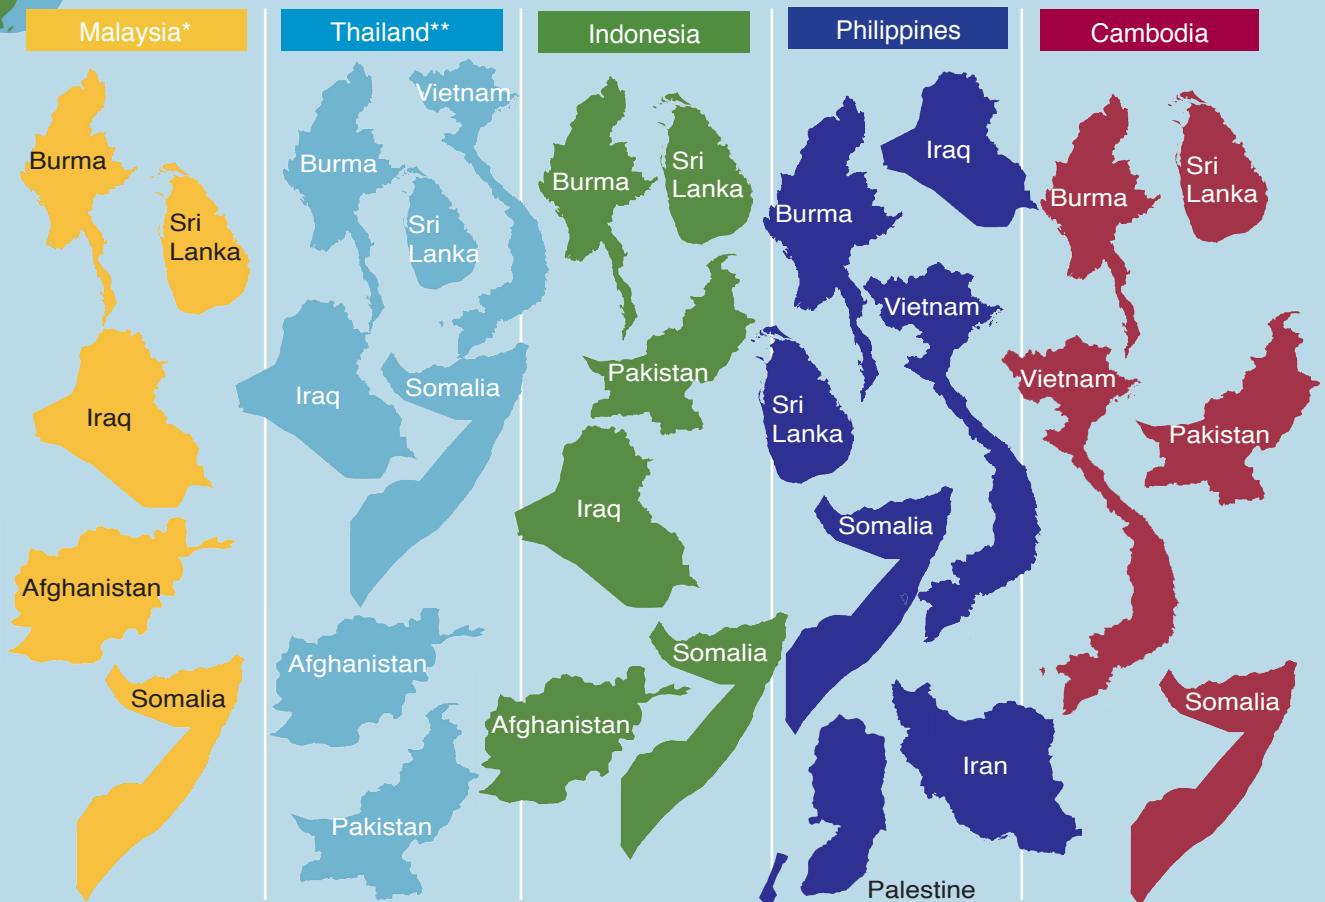 Malaysia*
Burma
Sri
Lanka
Iraq
Afghanistan
Somalia
Thailand**
Vietnam
Burma
Sri
Lanka
Iraq
Somalia
Afghanistan
Pakistan
Indonesia
Burma
Sri
Lanka
Pakistan
Iraq
Somalia
Afghanistan
Philippines
Iraq
Burma
Vietnam
Sri
Lanka
Somalia
Iran
Palestine
Cambodia
Burma
Sri
Lanka
Vietnam
Pakistan
Somalia